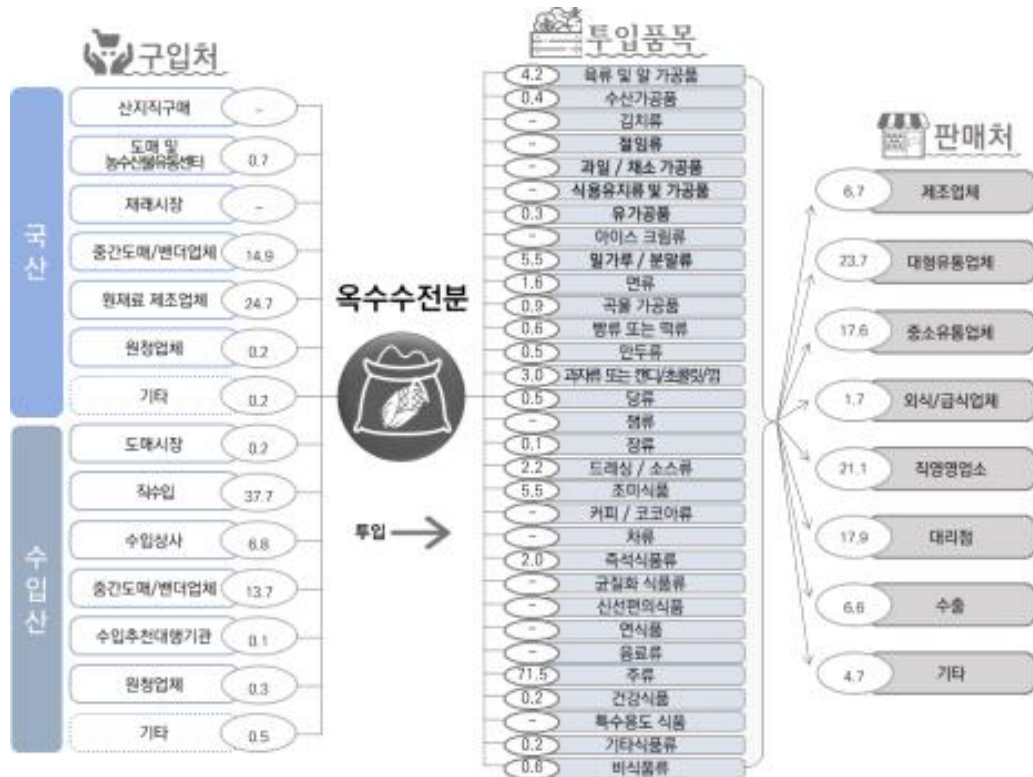 구입처
국산
산지직구매 -
도매 및
농수산물유통센터 0.7
재래시장 -
중간도매/밴더업체 14.9
원재료 제조업체 24.7
원청업체 0.2
기타 0.2
수입산
도매시장 0.2
직수입 37.7
수입상사 6.8
중간도매/밴더업체 13.7
수입추천대행기관 0.1
원청업체 0.3
기타 0.5
옥수수전분
투입
투입품목
4.2 육류 및 알 가공품
0.4 수산가공품
- 김치류
- 절임류
- 과일 / 채소 가공품
- 식용유지류 및 가공품
0.3 유가공품
- 아이스 크림류
5.5 밀가루 / 분말류
1.6 면류
0.9 곡물 가공품
0.6 빵류 또는 떡류
0.5 만두류
3.0 과자류 또는 캔디/초콜릿/껌
0.5 당류
- 잼류
0.1 장류
2.2 드레싱 / 소스류
5.5 조미식품
- 커피 / 코코아류
- 차류
2.0 즉석식품류
- 균질화 식품류
- 신선편의식품
- 연식품
- 음료류
71.5 주류
0.2 건강식품
- 특수용도 식품
0.2 기타식품류
0.6 비식품류
판매처
6.7 제조업체
23.7 대형유통업체
17.6 중소유통업체
1.7 외식/급식업체
21.1 직영영업소
17.9 대리점
6.6 수출
4.7 기타